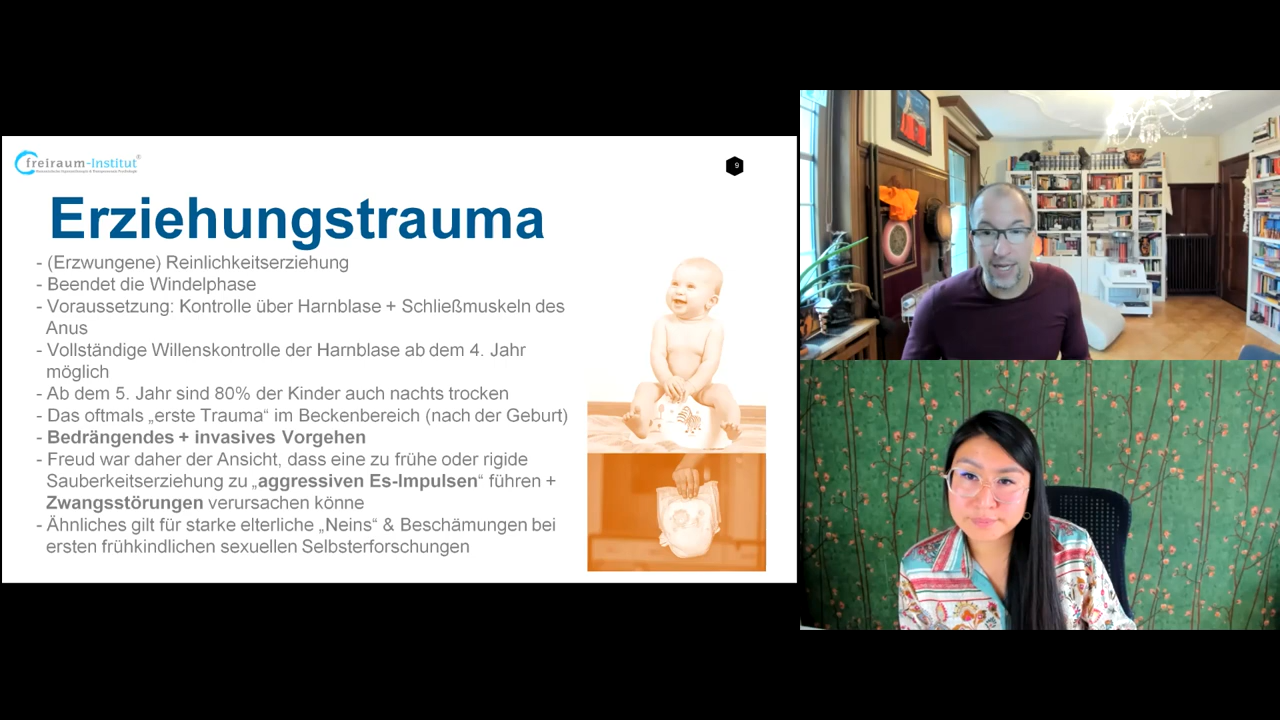 freiraum-Institut®
9
Erziehungstrauma
- (Erzwungene) Reinlichkeitserziehung
- Beendet die Windelphase
- Voraussetzung: Kontrolle über Harnblase + Schließmuskeln des
Anus
- Vollständige Willenskontrolle der Harnblase ab dem 4. Jahr
möglich
- Ab dem 5. Jahr sind 80% der Kinder auch nachts trocken
- Das oftmals „erste Trauma“ im Beckenbereich (nach der Geburt)
- Bedrängendes + invasives Vorgehen
- Freud war daher der Ansicht, dass eine zu frühe oder rigide
Sauberkeitserziehung zu „aggressiven Es-Impulsen“ führen +
Zwangsstörungen verursachen könne
- Ähnliches gilt für starke elterliche „Neins“ & Beschämungen bei
ersten frühkindlichen sexuellen Selbsterforschungen